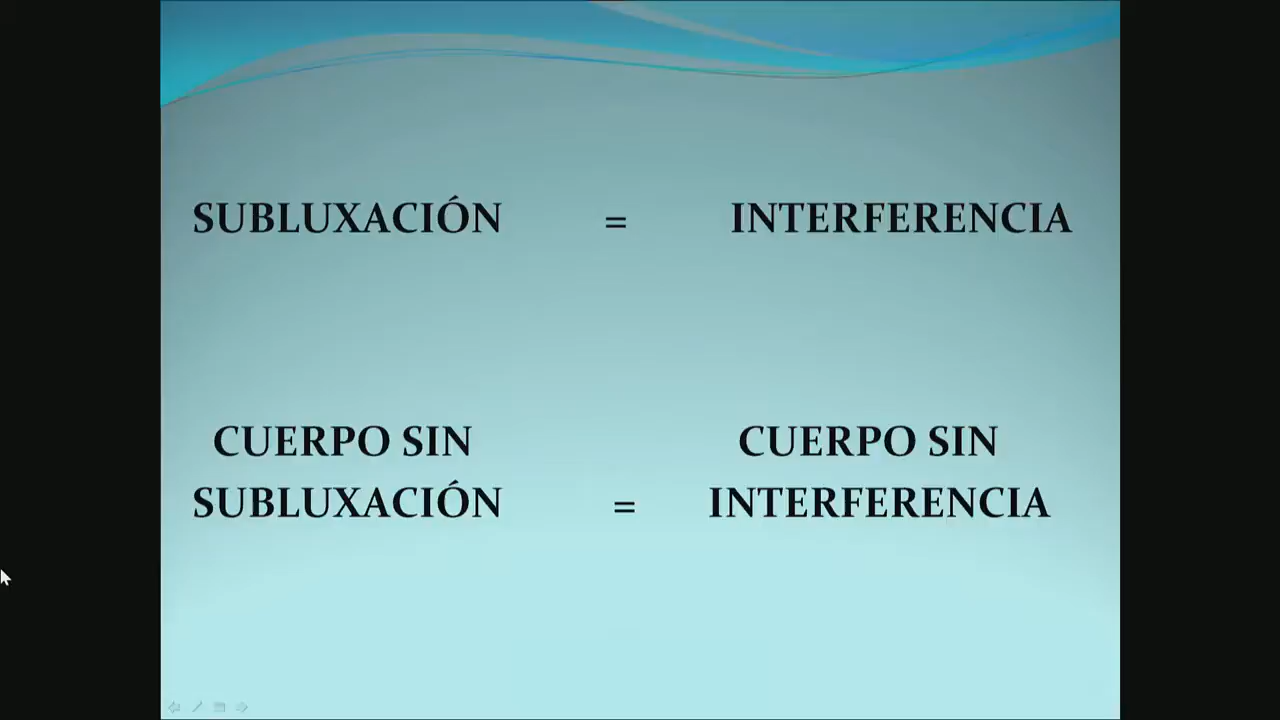 SUBLUXACIÓN = INTERFERENCIA
CUERPO SIN CUERPO SIN
SUBLUXACIÓN = INTERFERENCIA